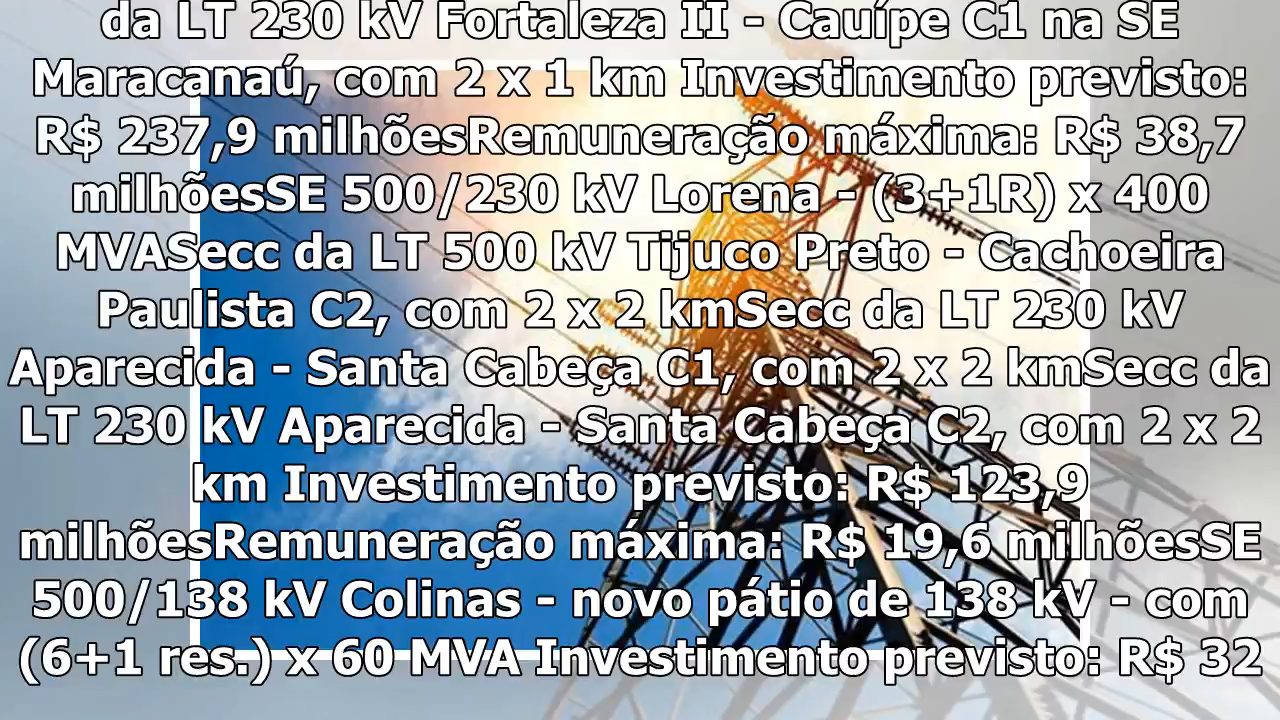 da LT 230 kV Fortaleza II - Cauípe C1 na SE
Maracanaú, com 2 x 1 km Investimento previsto:
R$ 237,9 milhõesRemuneração máxima: R$ 38,7
milhõesSE 500/230 kV Lorena - (3+1R) x 400
MVASecc da LT 500 kV Tijuco Preto - Cachoeira
Paulista C2, com 2 x 2 kmSecc da LT 230 kV
Aparecida - Santa Cabeça C1, com 2 x 2 kmSecc da
LT 230 kV Aparecida - Santa Cabeça C2, com 2 x 2
km Investimento previsto: R$ 123,9
milhõesRemuneração máxima: R$ 19,6 milhõesSE
500/138 kV Colinas - novo pátio de 138 kV - com
(6+1 res.) x 60 MVA Investimento previsto: R$ 32